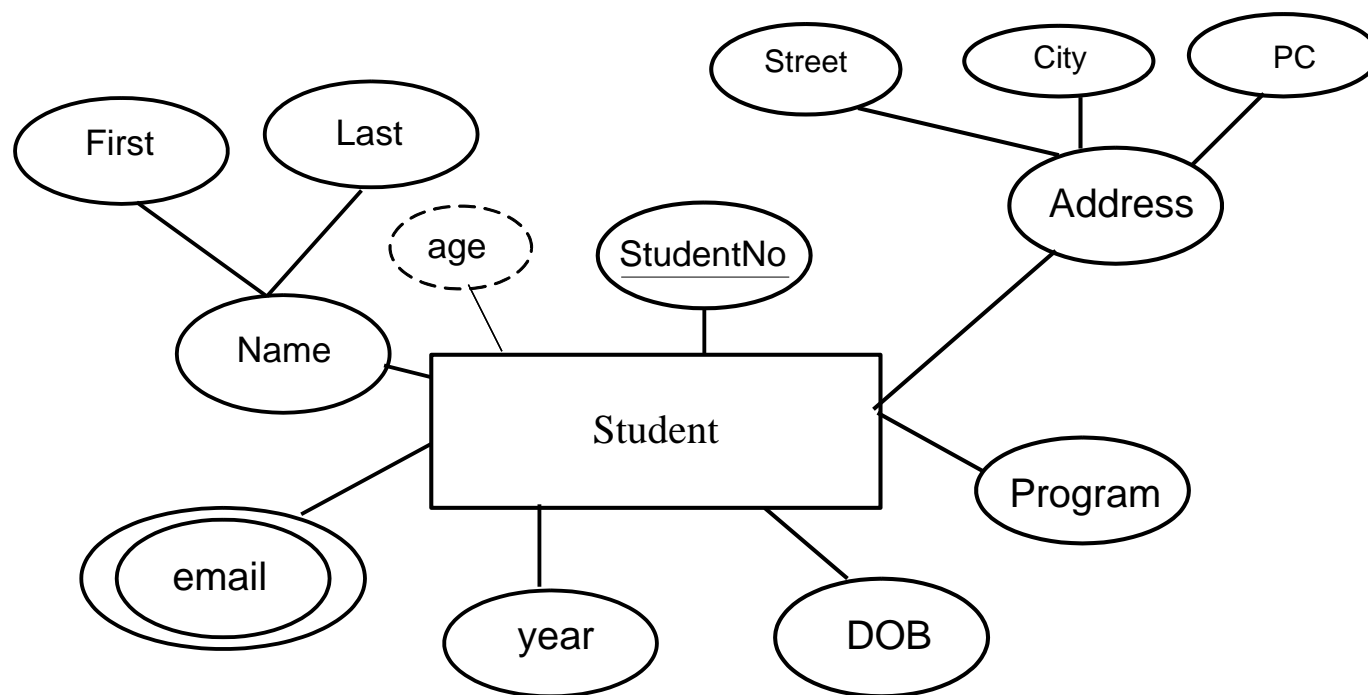 Street
City
PC
First
Last
Address
age
StudentNo
Name
Student
Program
email
year
DOB